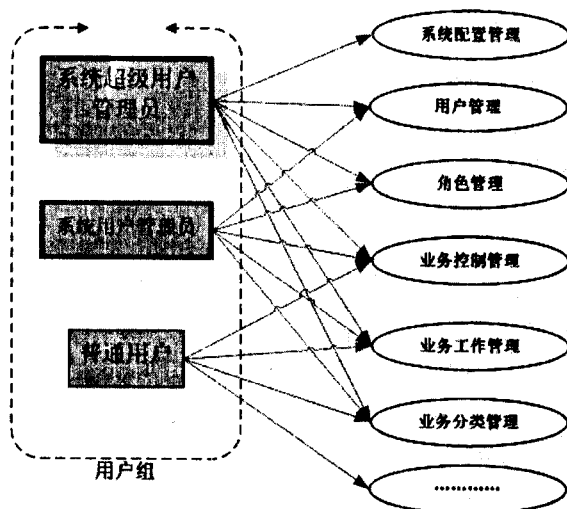 系统超级用户
管理员
系统用户管理员
普通用户
用户组
系统配置管理
用户管理
角色管理
业务控制管理
业务工作管理
业务分类管理
…………